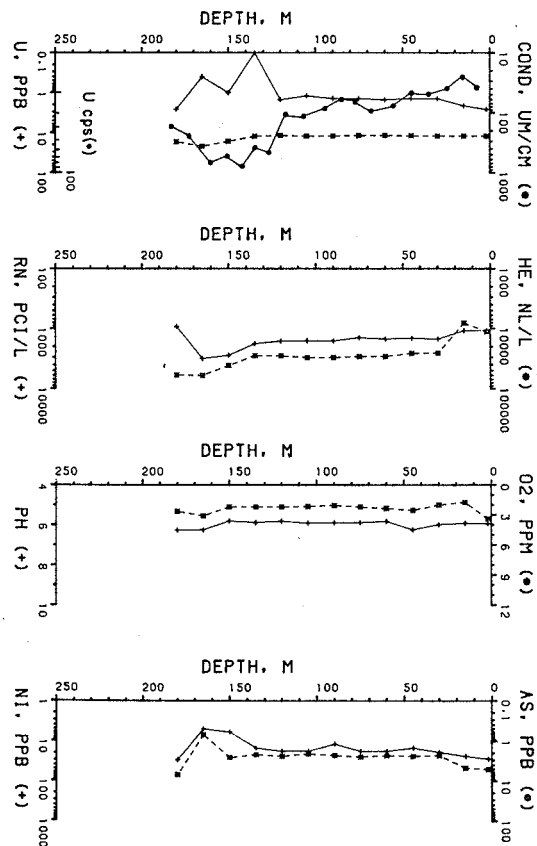 DEPTH, M
250 200 150 100 50 0
U, PPB (+)
0.1 1 10 100
U cps(•)
100
COND, UM/CM (•)
10 100 1000
DEPTH, M
250 200 150 100 50 0
RN, PCI/L (+)
100 1000 10000
HE, NL/L (•)
1000 10000 100000
DEPTH, M
250 200 150 100 50 0
PH (+)
4 6 8 10
O2, PPM (•)
0 3 6 9 12
DEPTH, M
250 200 150 100 50 0
NI, PPB (+)
1 10 100 1000
AS, PPB (•)
0.1 1 10 100